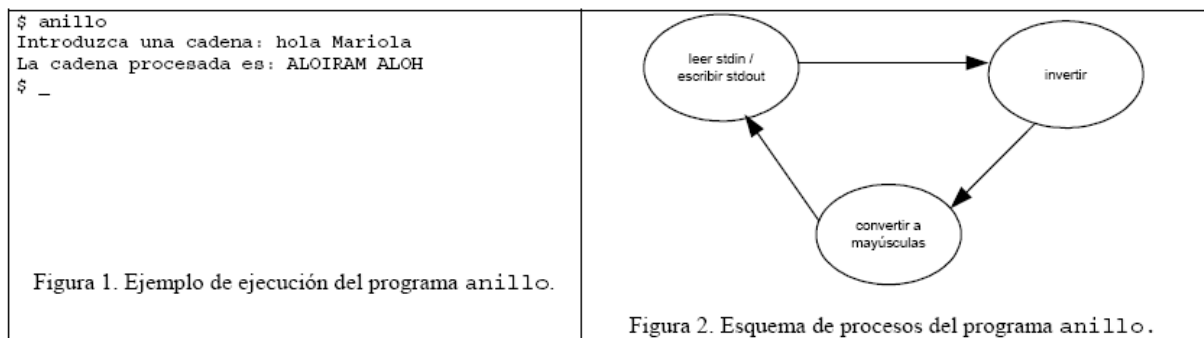 $ anillo
Introduzca una cadena: hola Mariola
La cadena procesada es: ALOIRAM ALOH
$ _
Figura 1. Ejemplo de ejecución del programa anillo.
leer stdin /
escribir stdout
invertir
convertir a
mayúsculas
Figura 2. Esquema de procesos del programa anillo.